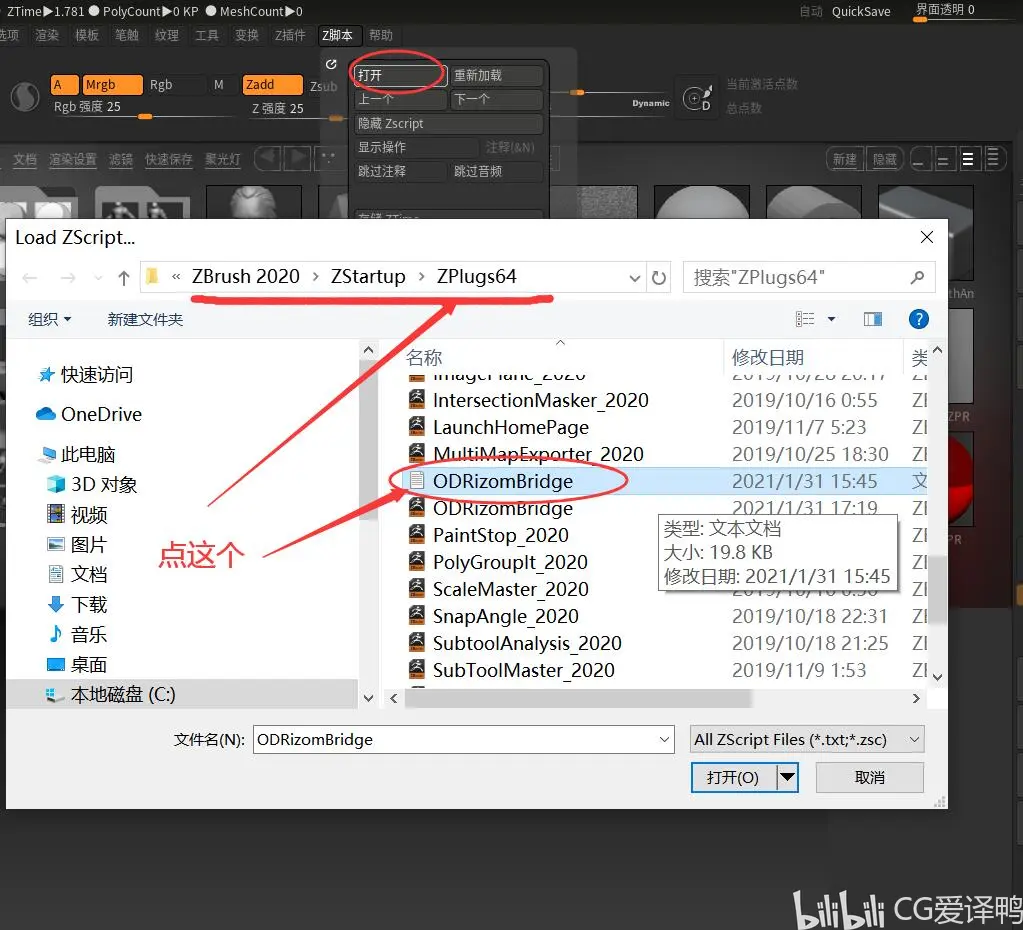 ZTime▶1.781 ● PolyCount▶0 KP ● MeshCount▶0
自动 QuickSave 界面透明 0
选项 渲染 模板 笔触 纹理 工具 变换 Z插件 Z脚本 帮助
打开 重新加载
A Mrgb Rgb M Zadd Zsub
当前激活点数
上一个 下一个
Rgb 强度 25 Z 强度 25
Dynamic
D
总点数
隐藏 Zscript
显示操作 注释(&N)
文档 渲染设置 滤镜 快速保存 聚光灯
新建 隐藏
跳过注释 跳过音频
存储 ZTime
Load ZScript...
« ZBrush 2020 › ZStartup › ZPlugs64
搜索"ZPlugs64"
组织 新建文件夹
名称 修改日期 类
ImagePlane_2020 2019/10/28 20:17
快速访问
IntersectionMasker_2020 2019/10/16 0:55 ZE
OneDrive
LaunchHomePage 2019/11/7 5:23 ZE
此电脑
MultiMapExporter_2020 2019/10/25 18:30 ZE
3D 对象
ODRizomBridge 2021/1/31 15:45 文
视频
ODRizomBridge 2021/1/31 17:19 ZE
图片
PaintStop_2020
文档
PolyGroupIt_2020
下载
ScaleMaster_2020
音乐
SnapAngle_2020 2019/10/18 22:31 ZE
桌面
SubtoolAnalysis_2020 2019/10/18 21:25 ZE
本地磁盘 (C:)
SubToolMaster_2020 2019/11/9 1:53 ZE
类型: 文本文档
大小: 19.8 KB
修改日期: 2021/1/31 15:45
点这个
thAn
ZPR
PR
文件名(N): ODRizomBridge All ZScript Files (*.txt;*.zsc)
打开(O) 取消
bilibili CG爱译鸭